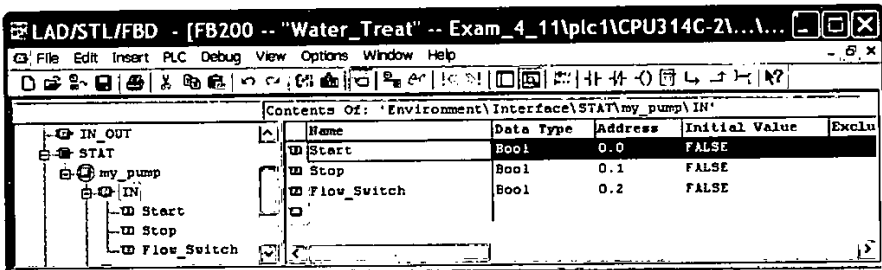 LAD/STL/FBD - [FB200 -- "Water_Treat" -- Exam_4_11\plc1\CPU314C-2\...\...
File Edit Insert PLC Debug View Options Window Help
Contents Of: 'Environment\Interface\STAT\my_pump\IN'
IN_OUT
STAT
my_pump
IN
Start
Stop
Flow_Switch
Name Data Type Address Initial Value Exclu
Start Bool 0.0 FALSE
Stop Bool 0.1 FALSE
Flow_Switch Bool 0.2 FALSE